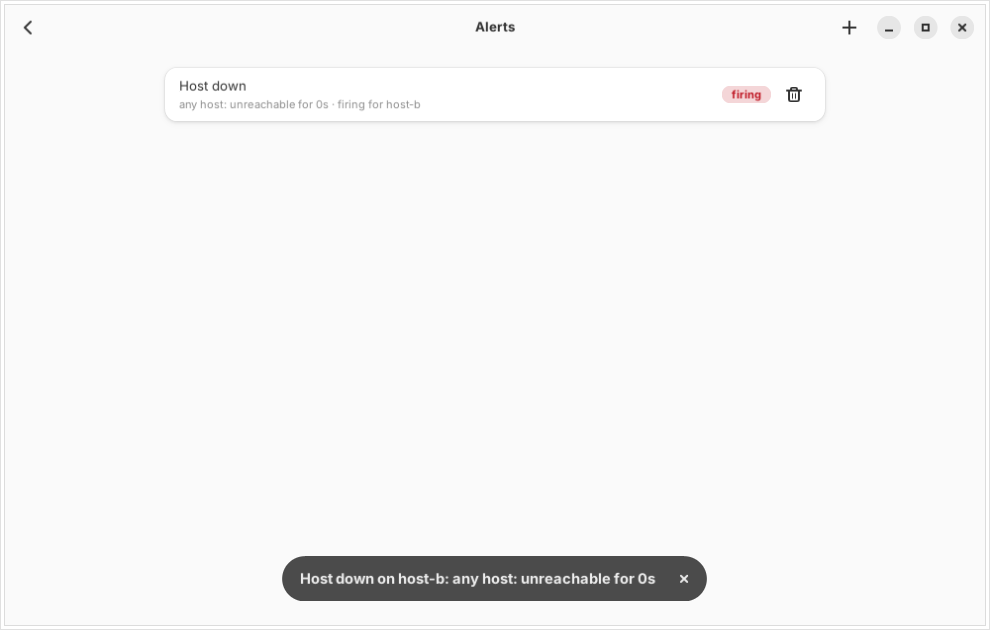 Alerts
Host down
any host: unreachable for 0s · firing for host-b
firing
Host down on host-b: any host: unreachable for 0s